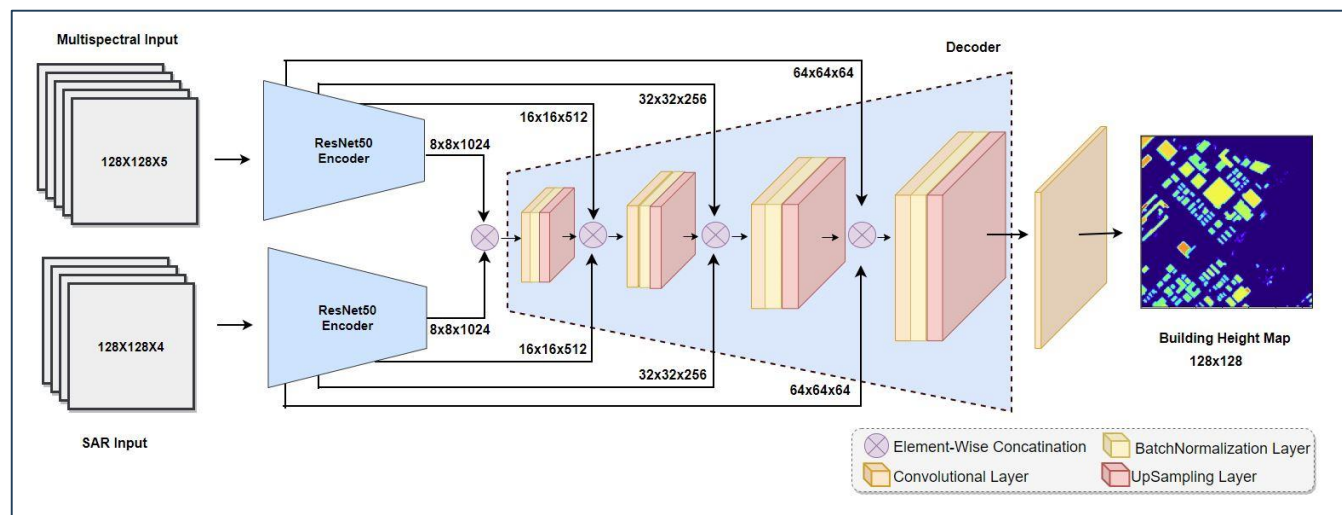 Multispectral Input
128X128X5
ResNet50
Encoder
8x8x1024
16x16x512
32x32x256
64x64x64
Decoder
128X128X4
SAR Input
ResNet50
Encoder
8x8x1024
16x16x512
32x32x256
64x64x64
Building Height Map
128x128
Element-Wise Concatination
BatchNormalization Layer
Convolutional Layer
UpSampling Layer